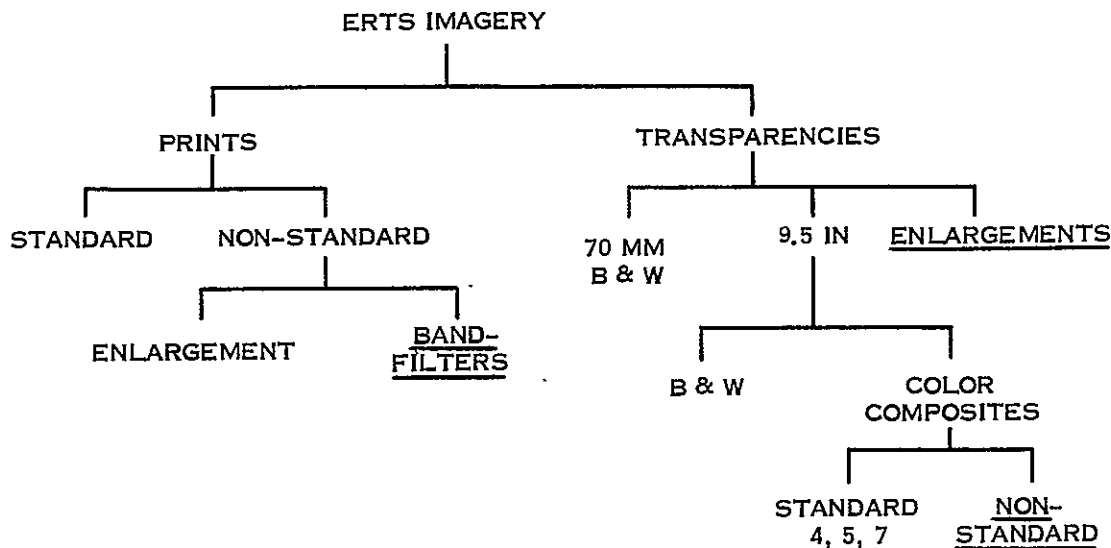 ERTS IMAGERY
PRINTS
TRANSPARENCIES
STANDARD
NON-STANDARD
70 MM
B & W
9.5 IN
ENLARGEMENTS
ENLARGEMENT
BAND-
FILTERS
B & W
COLOR
COMPOSITES
STANDARD
4, 5, 7
NON-
STANDARD